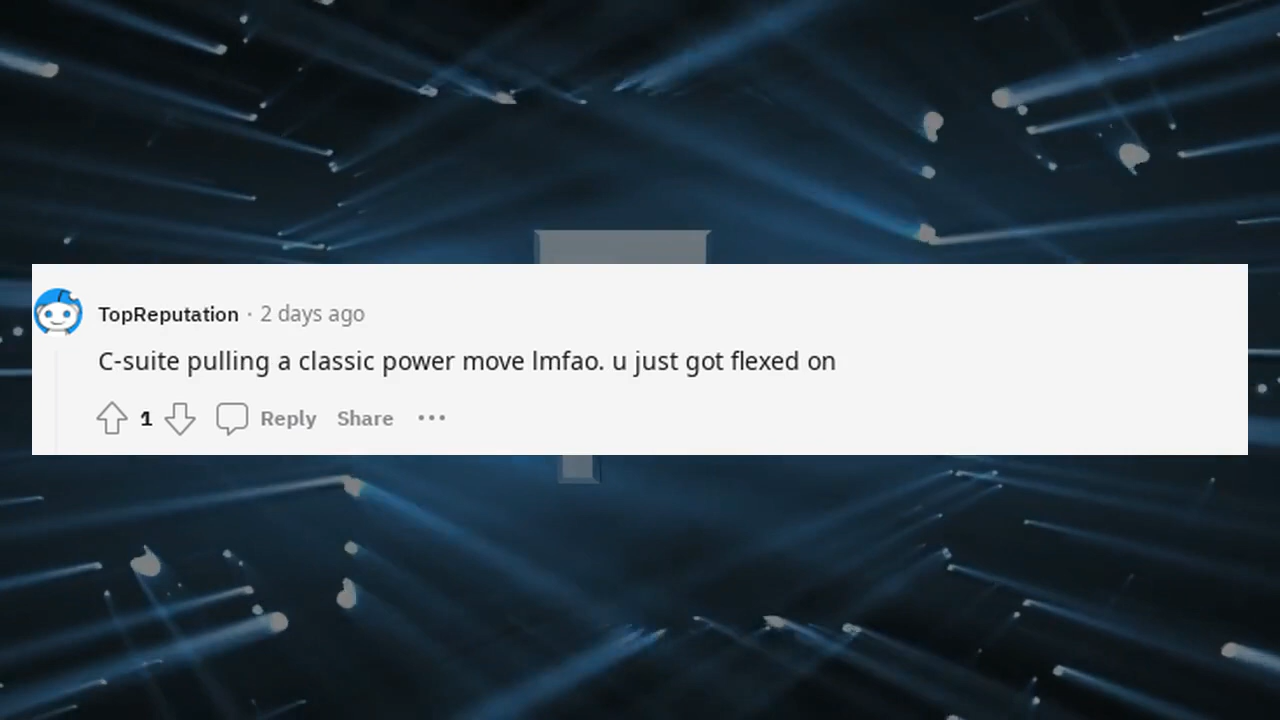 TopReputation · 2 days ago
C-suite pulling a classic power move lmfao. u just got flexed on
1 Reply Share ···